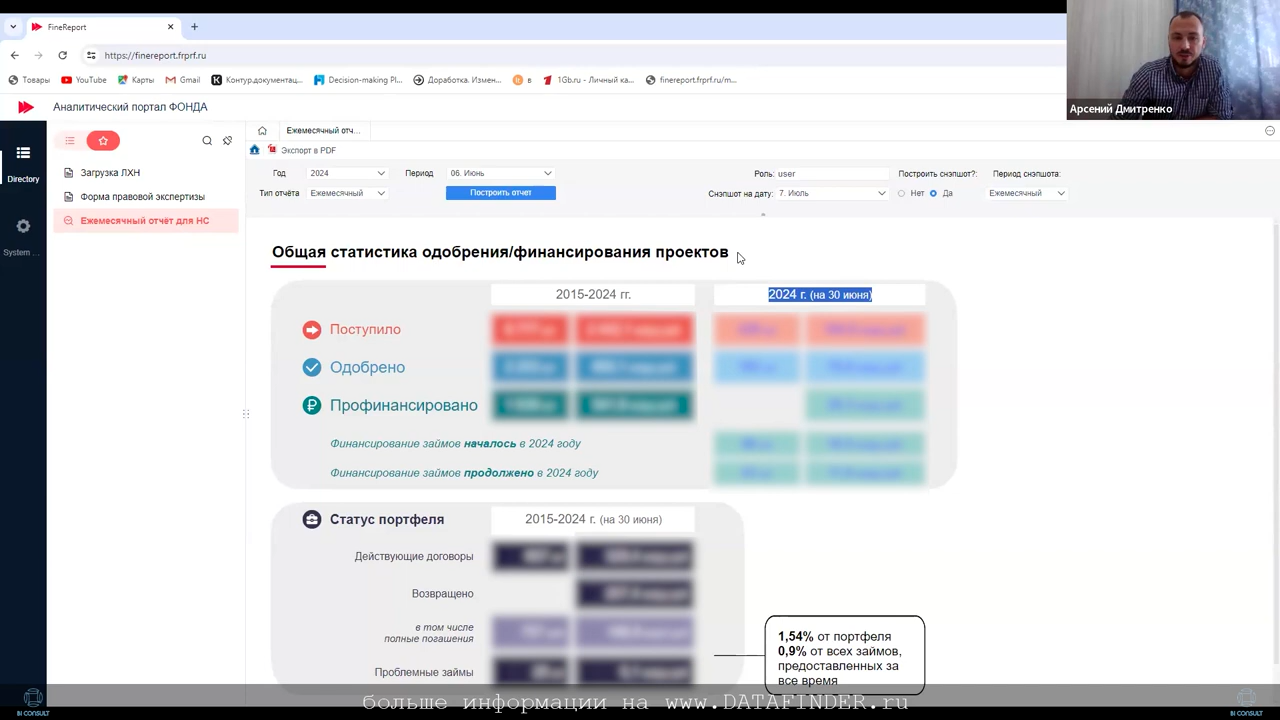 FineReport
https://finereport.frprf.ru
Товары YouTube Карты Gmail Контур.документац... Decision-making Pl... Доработка. Измен... в 1Gb.ru - Личный ка... finereport.frprf.ru/m...
Аналитический портал ФОНДА
Арсений Дмитренко
Directory
System ...
Загрузка ЛХН
Форма правовой экспертизы
Ежемесячный отчёт для НС
Ежемесячный отч...
Экспорт в PDF
Год 2024 Период 06. Июнь Роль: user Построить снэпшот?: Период снэпшота:
Тип отчёта Ежемесячный Построить отчет Снэпшот на дату: 7. Июль Нет Да Ежемесячный
Общая статистика одобрения/финансирования проектов
2015-2024 гг. 2024 г. (на 30 июня)
Поступило
Одобрено
Профинансировано
Финансирование займов началось в 2024 году
Финансирование займов продолжено в 2024 году
Статус портфеля 2015-2024 г. (на 30 июня)
Действующие договоры
Возвращено
в том числе
полные погашения
Проблемные займы
1,54% от портфеля
0,9% от всех займов,
предоставленных за
все время
больше информации на www.DATAFINDER.ru
IN CONSULT
IN CONSULT